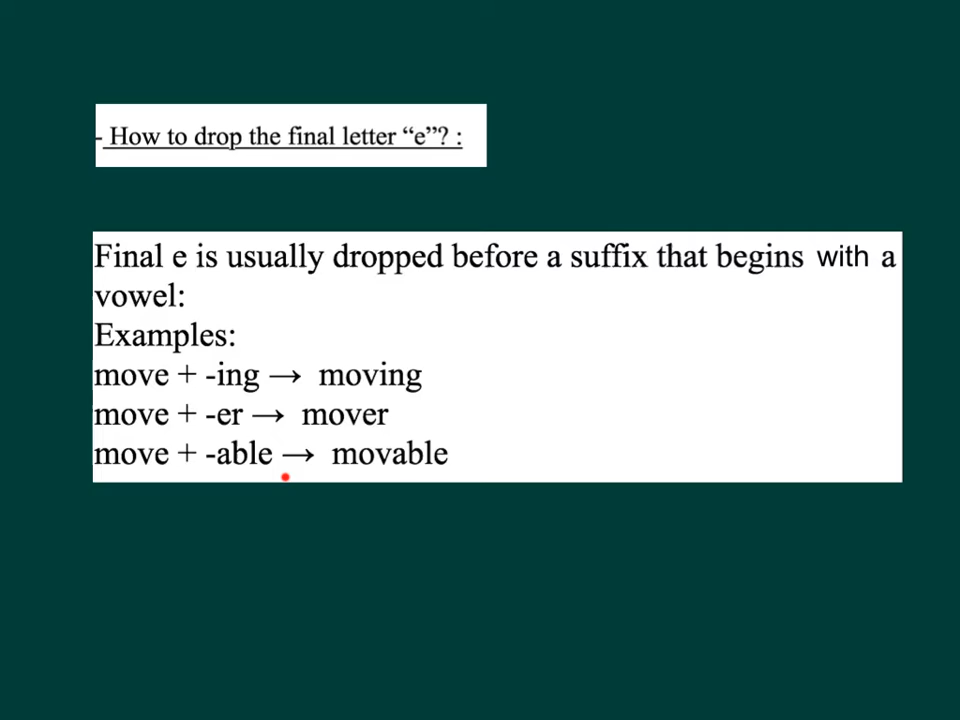 - How to drop the final letter “e”? :
Final e is usually dropped before a suffix that begins with a
vowel:
Examples:
move + -ing → moving
move + -er → mover
move + -able → movable